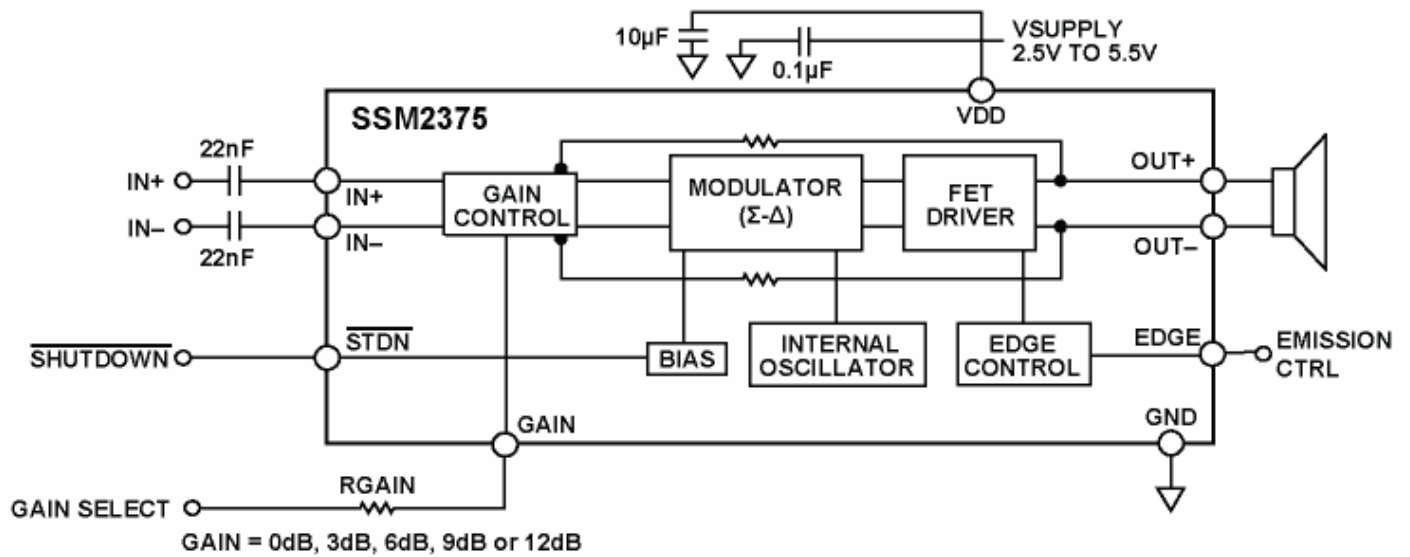 10µF
0.1µF
VSUPPLY
2.5V TO 5.5V
SSM2375
VDD
22nF
IN+
IN+
GAIN
CONTROL
MODULATOR
(Σ-Δ)
FET
DRIVER
OUT+
IN–
IN–
22nF
OUT–
SHUTDOWN
STDN
BIAS
INTERNAL
OSCILLATOR
EDGE
CONTROL
EDGE
EMISSION
CTRL
GAIN
GND
RGAIN
GAIN SELECT
GAIN = 0dB, 3dB, 6dB, 9dB or 12dB